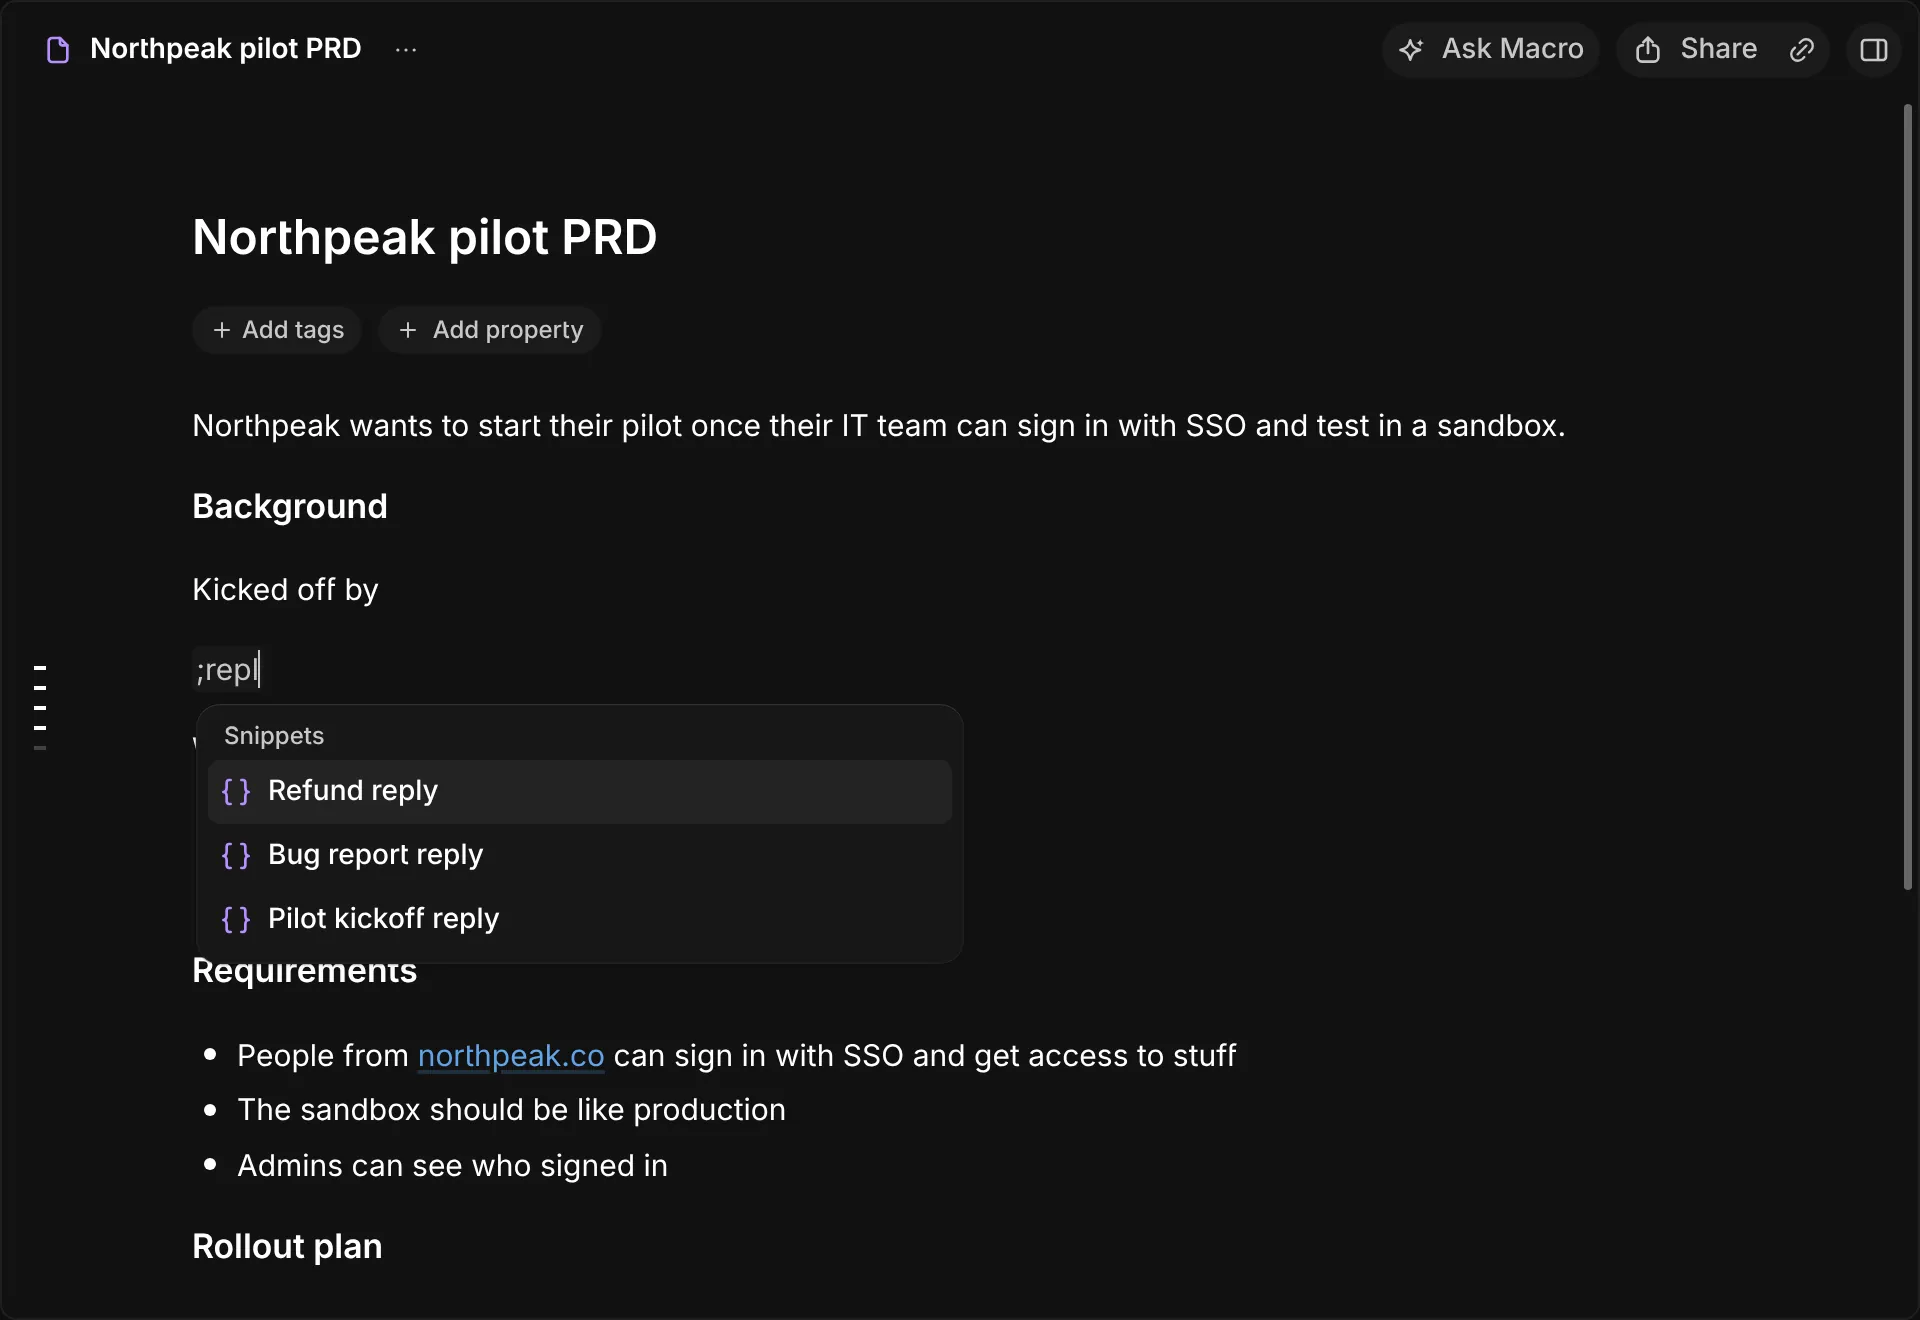 Northpeak pilot PRD
Ask Macro
Share
Northpeak pilot PRD
Add tags
Add property
Northpeak wants to start their pilot once their IT team can sign in with SSO and test in a sandbox.
Background
Kicked off by
;repl
Snippets
Refund reply
Bug report reply
Pilot kickoff reply
Requirements
People from northpeak.co can sign in with SSO and get access to stuff
The sandbox should be like production
Admins can see who signed in
Rollout plan